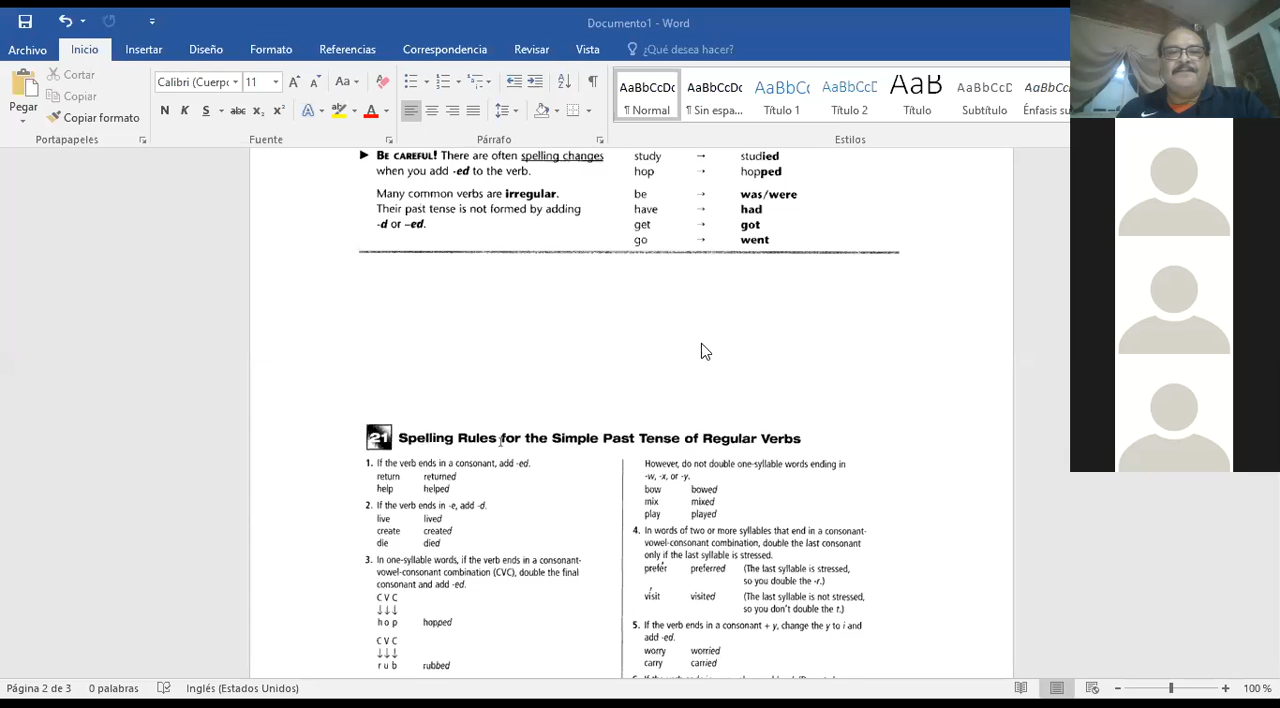 Documento1 - Word
Archivo Inicio Insertar Diseño Formato Referencias Correspondencia Revisar Vista ¿Qué desea hacer?
Pegar
Cortar
Copiar
Copiar formato
Portapapeles
Calibri (Cuerpo 11
Aa
N K S abc x₂ x²
A A
Fuente
Párrafo
AaBbCcDc AaBbCcDc AaBbCc AaBbCcD AaB AaBbCcD AaBbCcD
¶ Normal ¶ Sin espa... Título 1 Título 2 Título Subtítulo Énfasis su
Estilos
► BE CAREFUL! There are often spelling changes
when you add -ed to the verb.
study → studied
hop → hopped
Many common verbs are irregular.
Their past tense is not formed by adding
-d or –ed.
be → was/were
have → had
get → got
go → went
21 Spelling Rules for the Simple Past Tense of Regular Verbs
1. If the verb ends in a consonant, add -ed.
return returned
help helped
2. If the verb ends in -e, add -d.
live lived
create created
die died
3. In one-syllable words, if the verb ends in a consonant-
vowel-consonant combination (CVC), double the final
consonant and add -ed.
C V C
↓↓↓
h o p hopped
C V C
↓↓↓
r u b rubbed
However, do not double one-syllable words ending in
-w, -x, or -y.
bow bowed
mix mixed
play played
4. In words of two or more syllables that end in a consonant-
vowel-consonant combination, double the last consonant
only if the last syllable is stressed.
prefér preferred (The last syllable is stressed,
so you double the -r.)
vísit visited (The last syllable is not stressed,
so you don't double the t.)
5. If the verb ends in a consonant + y, change the y to i and
add -ed.
worry worried
carry carried
Página 2 de 3 0 palabras Inglés (Estados Unidos) 100 %